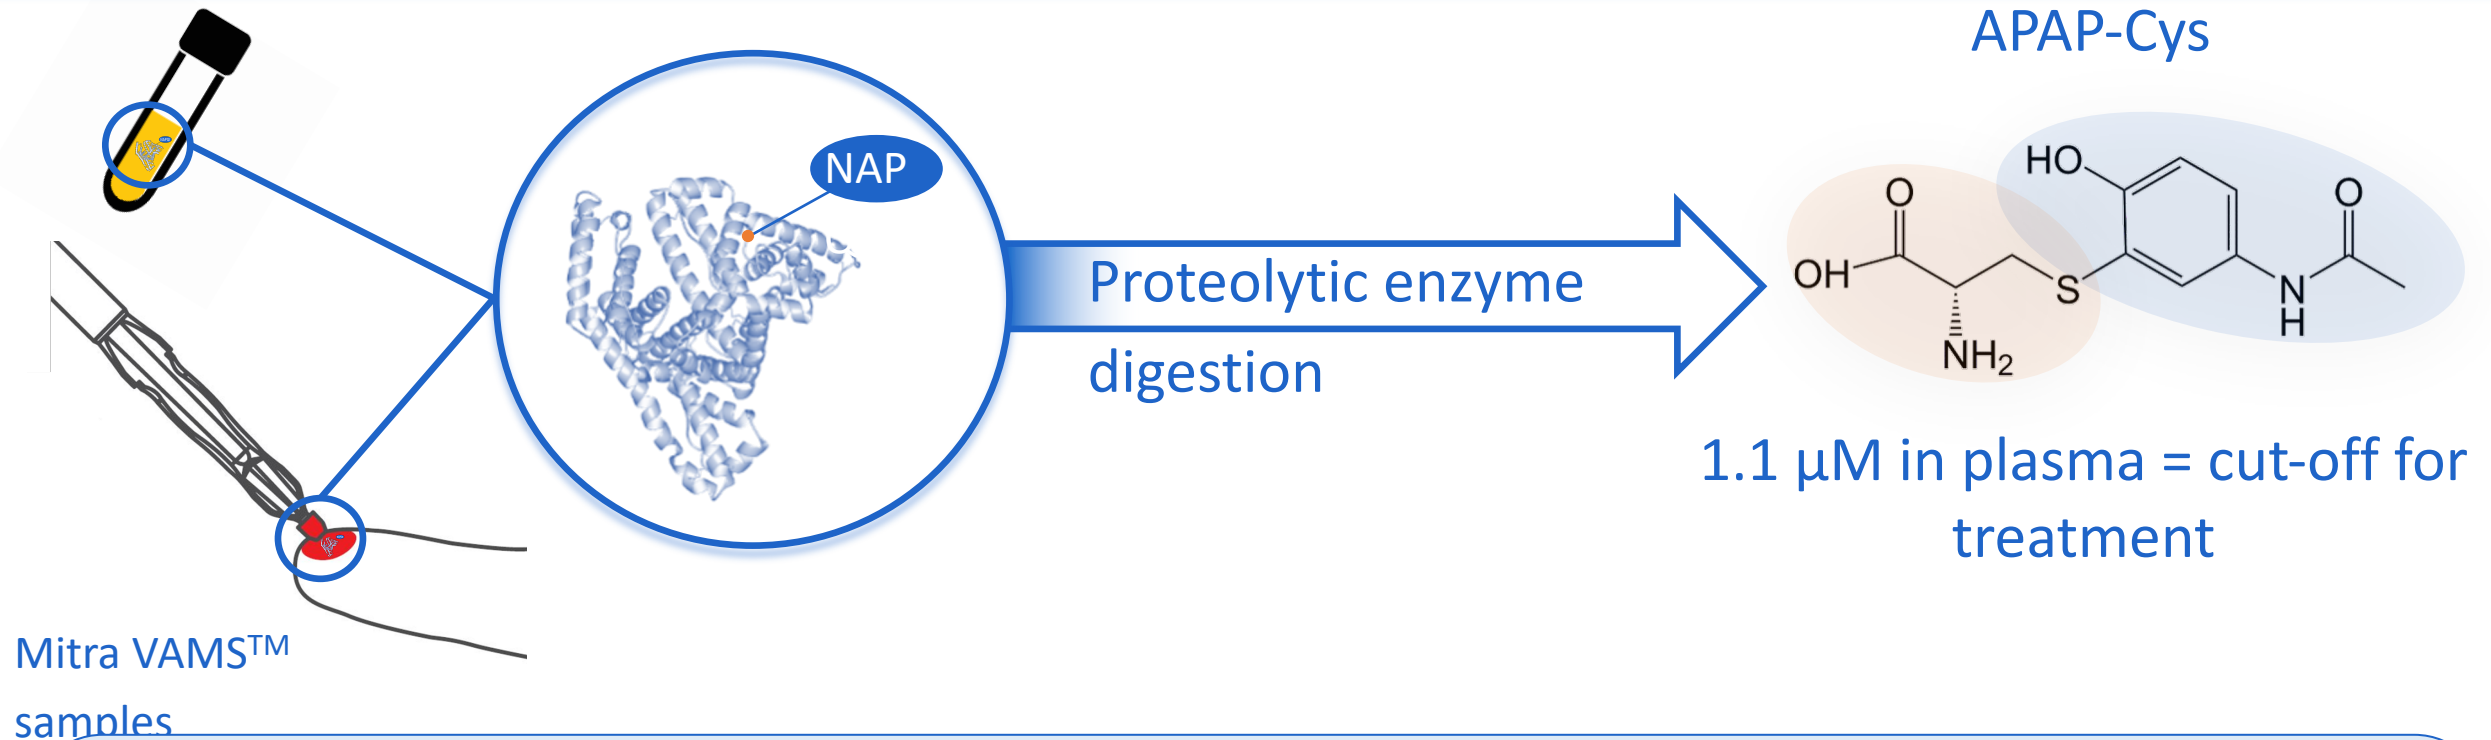 APAP-Cys
NAP
Proteolytic enzyme
digestion
HO
O
O
OH
S
N
H
NH₂
1.1 µM in plasma = cut-off for
treatment
Mitra VAMS™
samples